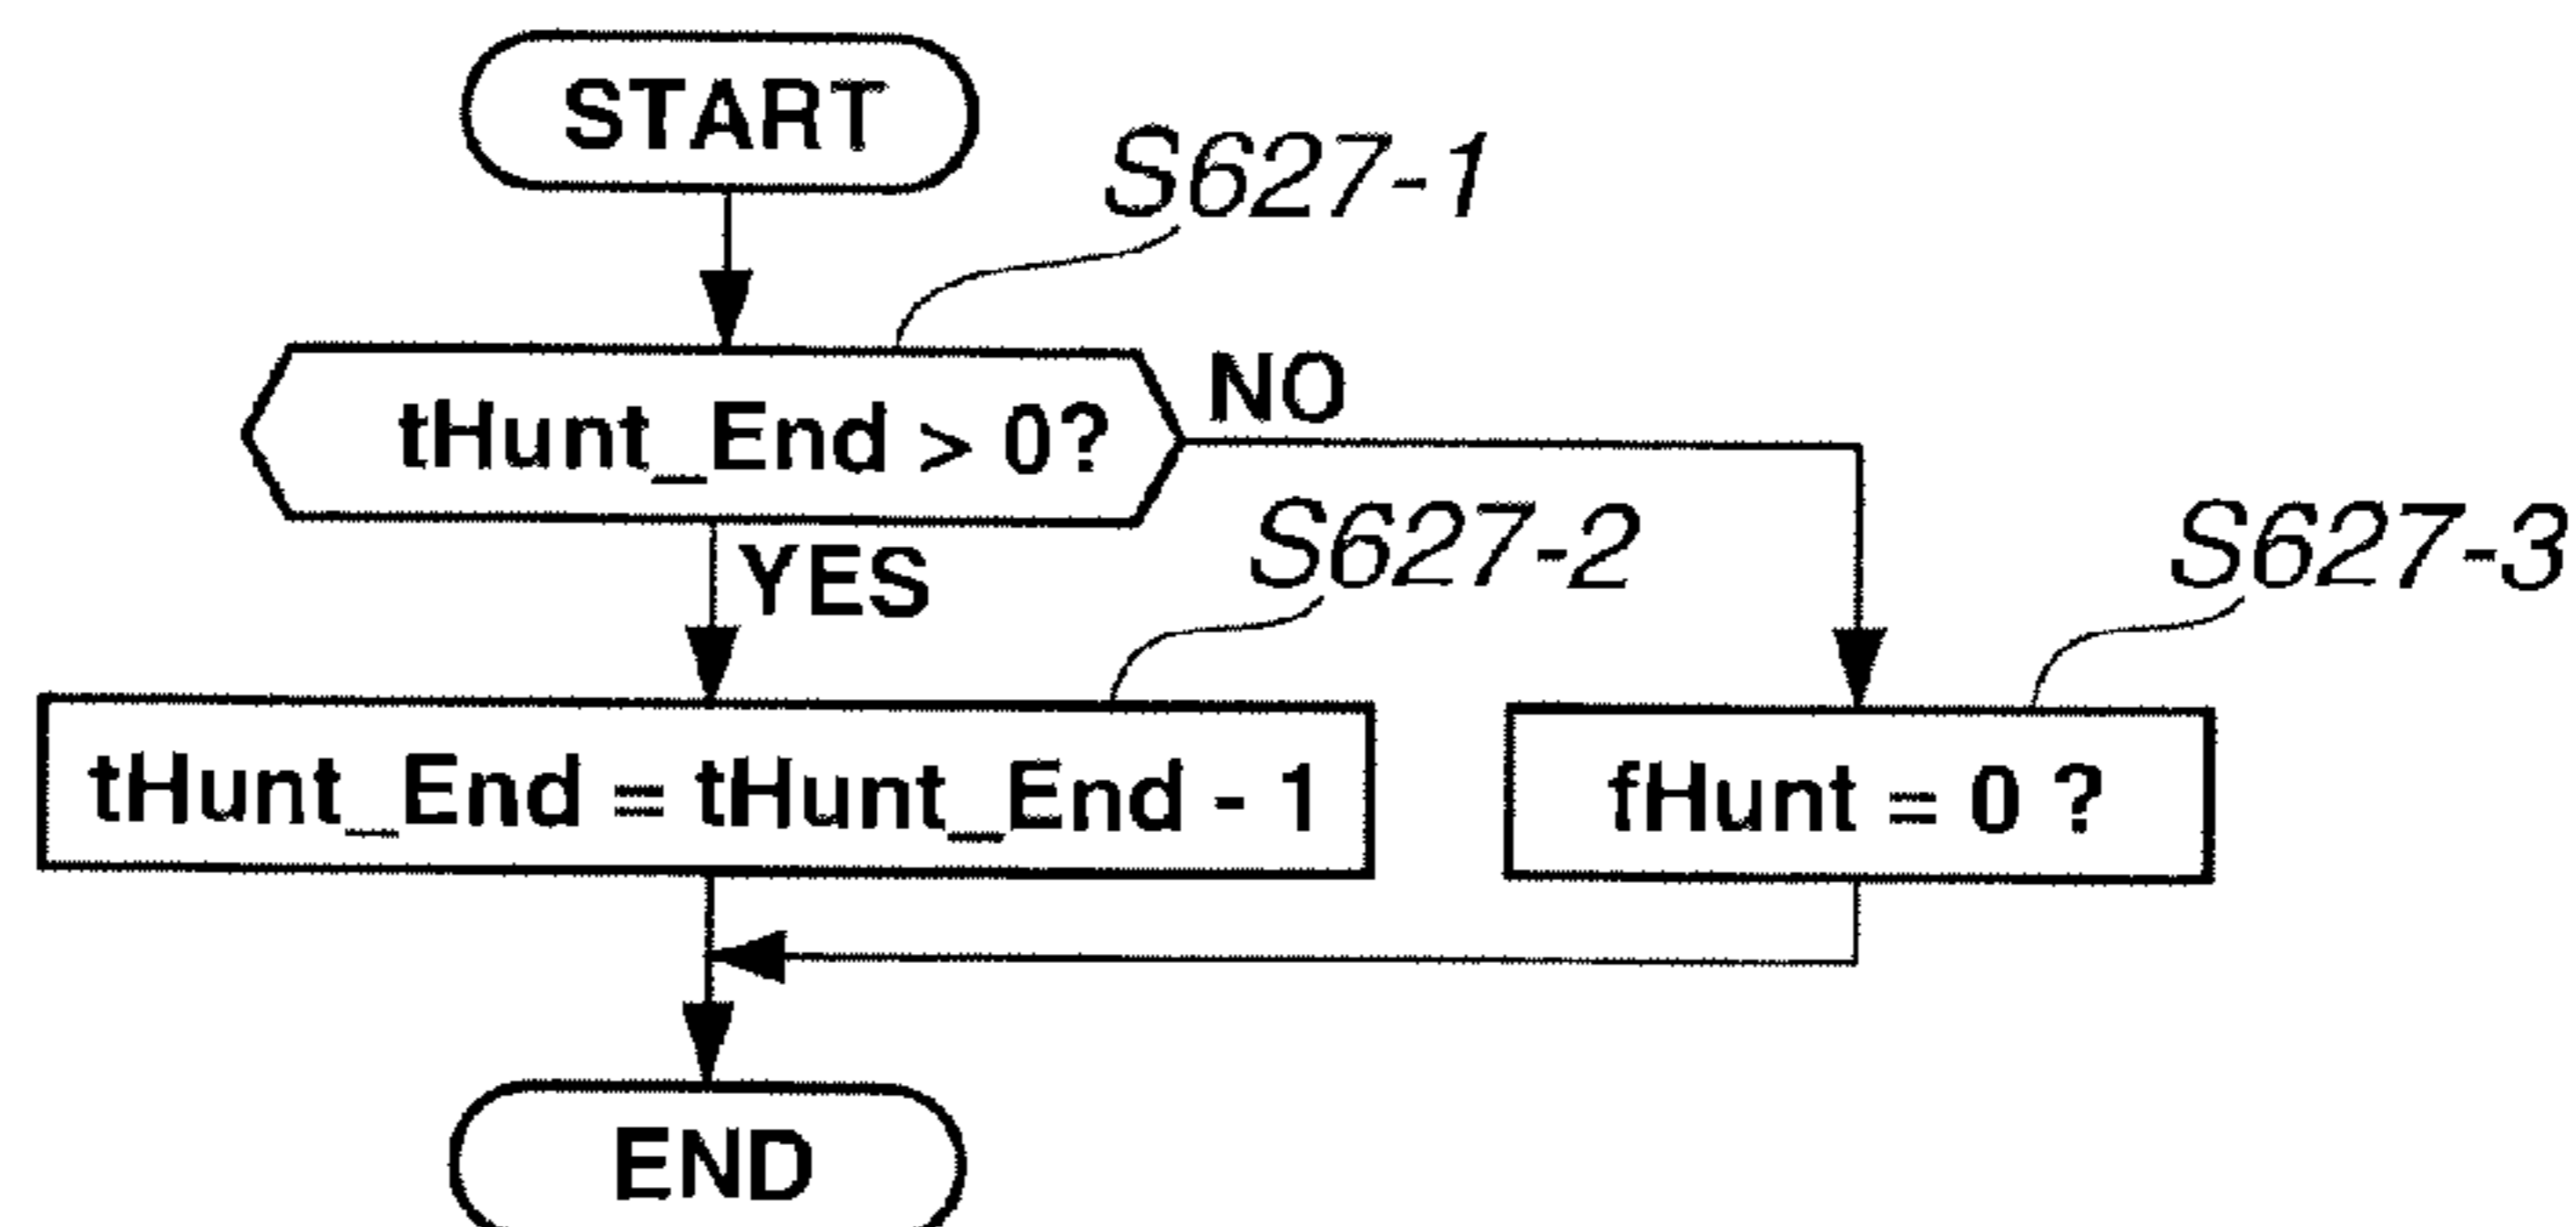 START
S627-1
tHunt_End > 0?
NO
YES
S627-2
S627-3
tHunt_End = tHunt_End - 1
fHunt = 0 ?
END